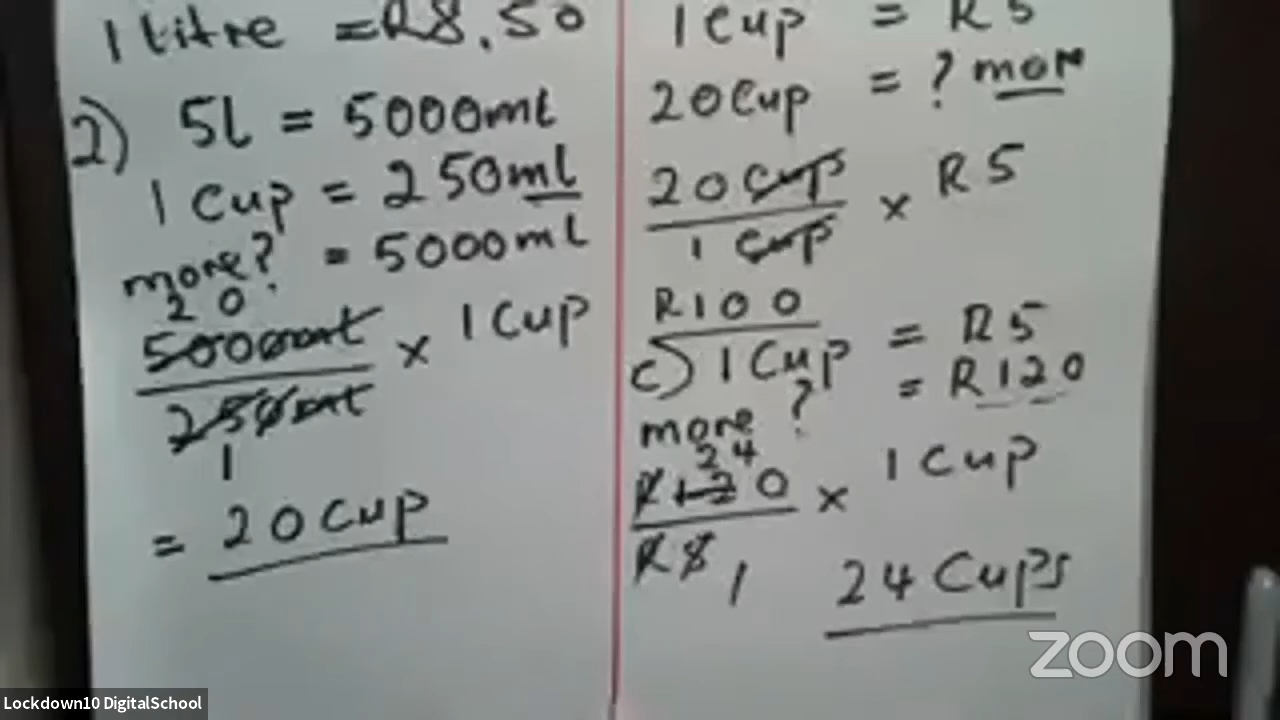 1 litre = R8.50
2) 5l = 5000ml
1 Cup = 250ml
more? = 5000ml
20
5000ml
250ml
× 1 Cup
1
= 20 Cup
1 Cup = R5
20 Cup = ? more
20 Cup
1 Cup
× R5
R100
c) 1 Cup = R5
more? = R120
24
R120
R5
× 1 Cup
1
24 Cups
zoom
Lockdown10 DigitalSchool